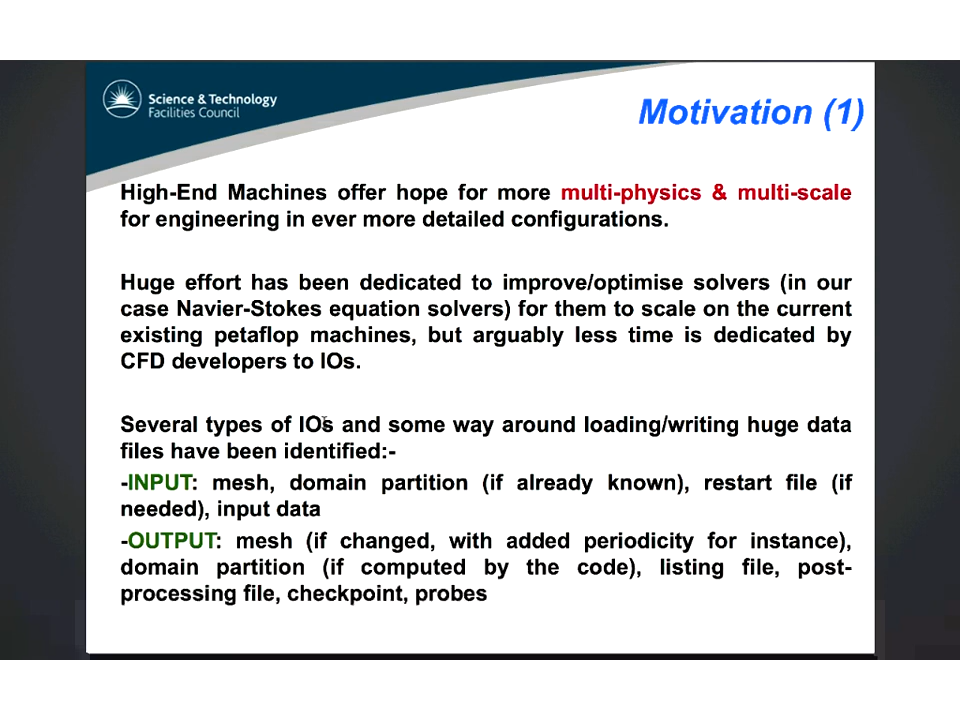 Science & Technology
Facilities Council
Motivation (1)
High-End Machines offer hope for more multi-physics & multi-scale
for engineering in ever more detailed configurations.
Huge effort has been dedicated to improve/optimise solvers (in our
case Navier-Stokes equation solvers) for them to scale on the current
existing petaflop machines, but arguably less time is dedicated by
CFD developers to IOs.
Several types of IOs and some way around loading/writing huge data
files have been identified:-
-INPUT: mesh, domain partition (if already known), restart file (if
needed), input data
-OUTPUT: mesh (if changed, with added periodicity for instance),
domain partition (if computed by the code), listing file, post-
processing file, checkpoint, probes